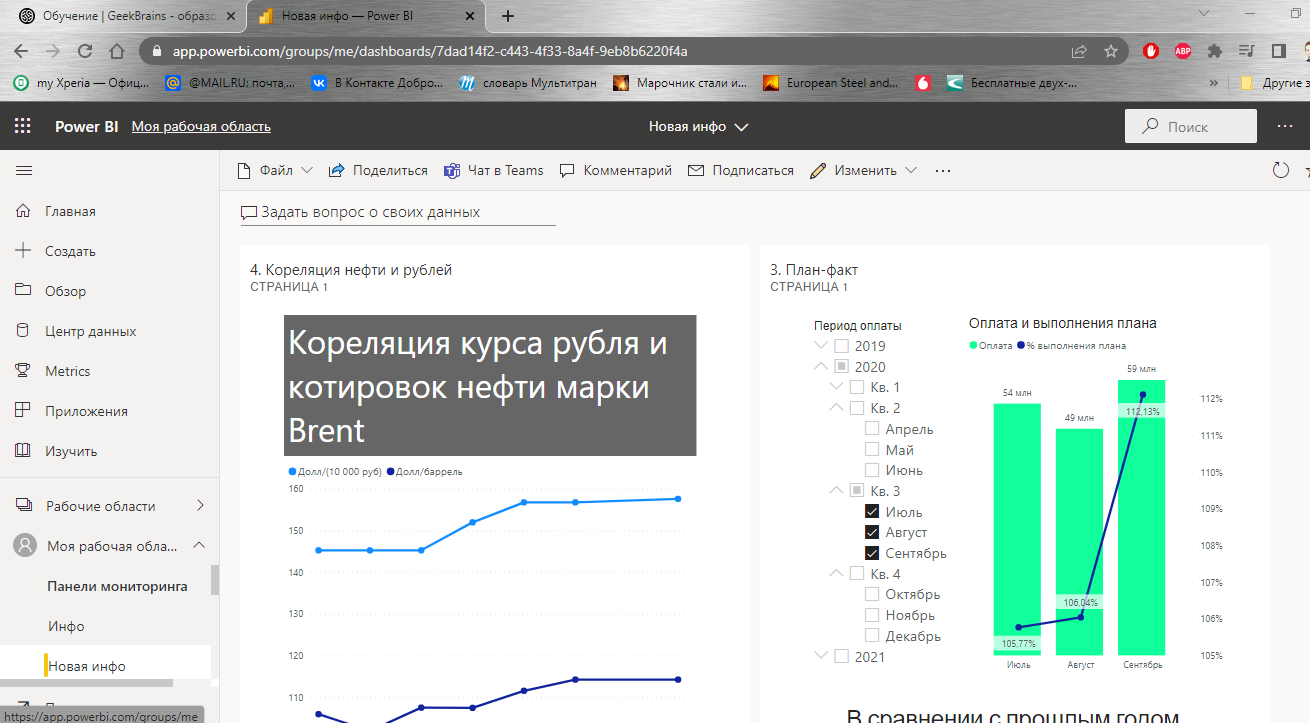 Обучение | GeekBrains - образо
Новая инфо — Power BI
app.powerbi.com/groups/me/dashboards/7dad14f2-c443-4f33-8a4f-9eb8b6220f4a
ABP
my Xperia — Офиц...
@MAIL.RU: почта,...
В Контакте Добро...
словарь Мультитран
Марочник стали и...
European Steel and...
Бесплатные двух-...
Другие з
Power BI
Моя рабочая область
Новая инфо
Поиск
Файл
Поделиться
Чат в Teams
Комментарий
Подписаться
Изменить
Задать вопрос о своих данных
Главная
Создать
Обзор
Центр данных
Metrics
Приложения
Изучить
Рабочие области
Моя рабочая обла...
Панели мониторинга
Инфо
Новая инфо
https://app.powerbi.com/groups/me
4. Кореляция нефти и рублей
СТРАНИЦА 1
Кореляция курса рубля и
котировок нефти марки
Brent
Долл/(10 000 руб) Долл/баррель
160
150
140
130
120
110
3. План-факт
СТРАНИЦА 1
Период оплаты
2019
2020
Кв. 1
Кв. 2
Апрель
Май
Июнь
Кв. 3
Июль
Август
Сентябрь
Кв. 4
Октябрь
Ноябрь
Декабрь
2021
Оплата и выполнения плана
Оплата % выполнения плана
54 млн
49 млн
59 млн
105,77%
106,04%
112,13%
112%
111%
110%
109%
108%
107%
106%
105%
Июль
Август
Сентябрь
В сравнении с прошлым годом